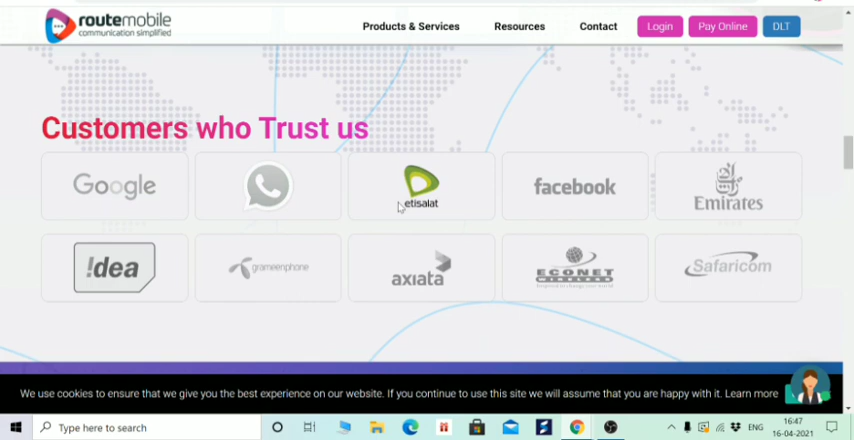 routemobile
communication simplified
Products & Services
Resources
Contact
Login
Pay Online
DLT
Customers who Trust us
Google
etisalat
facebook
Emirates
!dea
grameenphone
axiata
ECONET
WIRELESS
Safaricom
We use cookies to ensure that we give you the best experience on our website. If you continue to use this site we will assume that you are happy with it. Learn more
Type here to search
ENG
16:47
16-04-2021